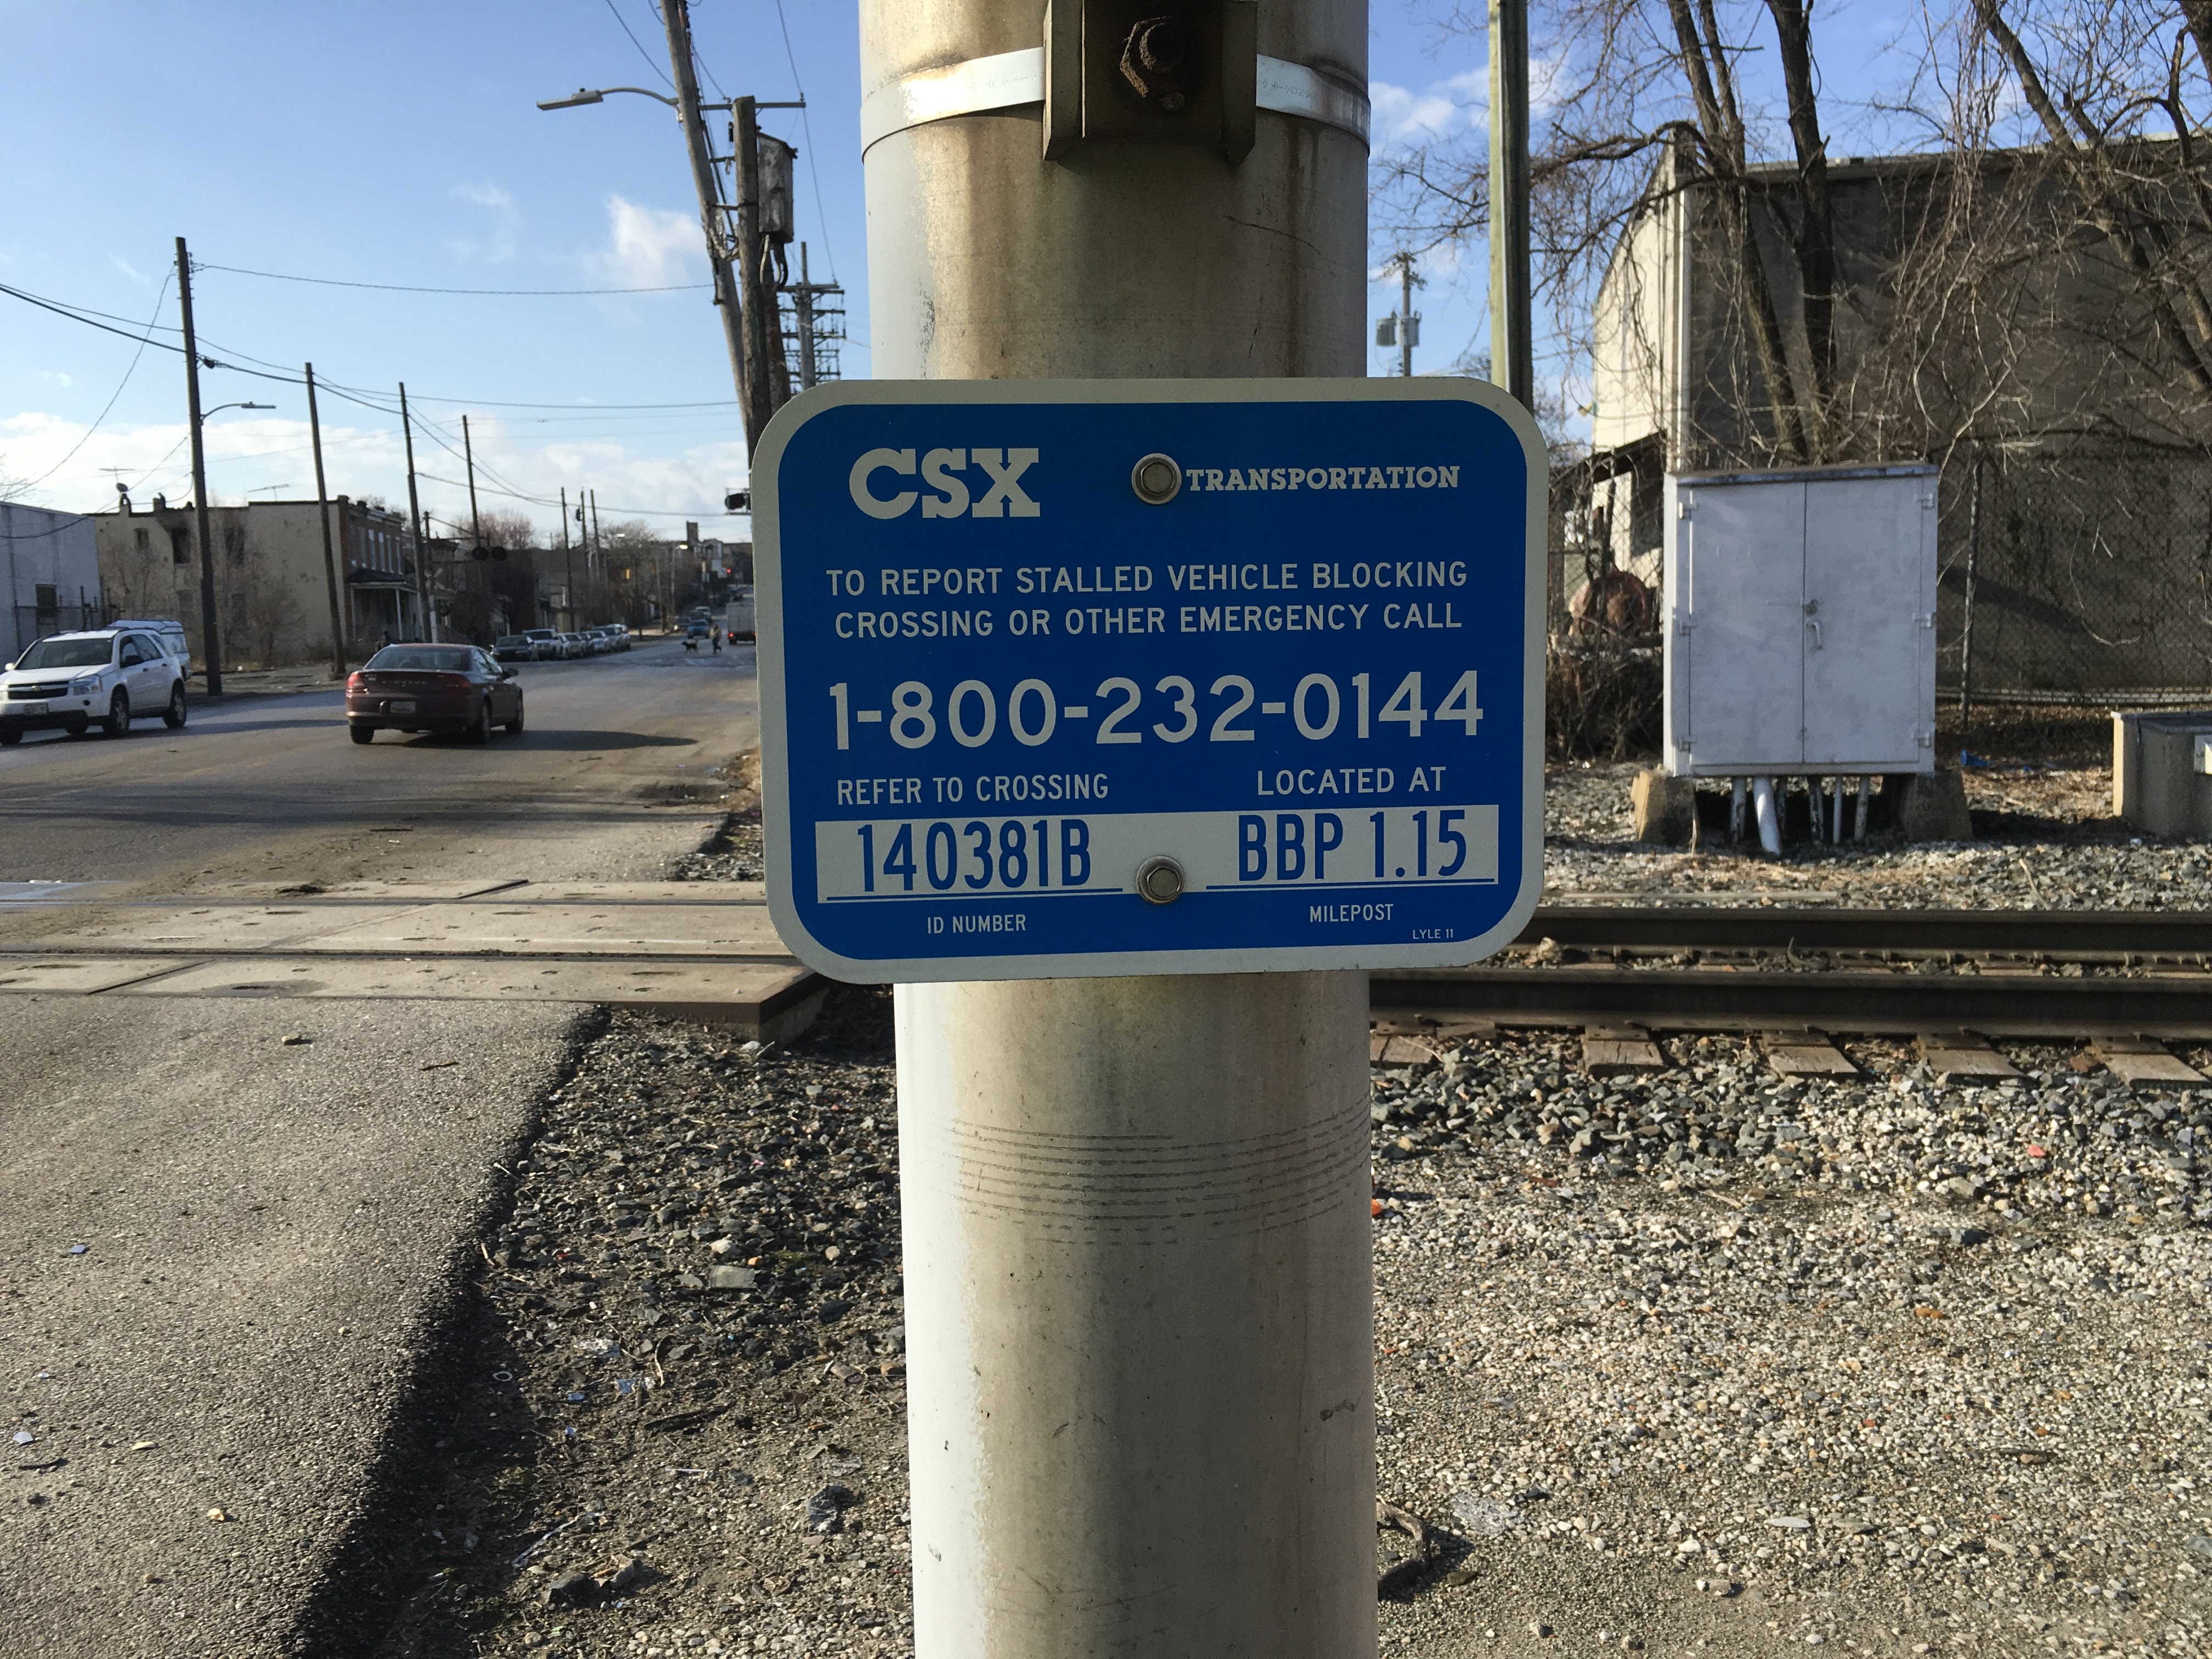 CSX TRANSPORTATION
TO REPORT STALLED VEHICLE BLOCKING
CROSSING OR OTHER EMERGENCY CALL
1-800-232-0144
REFER TO CROSSING LOCATED AT
140381B BBP 1.15
ID NUMBER MILEPOST
LYLE 11